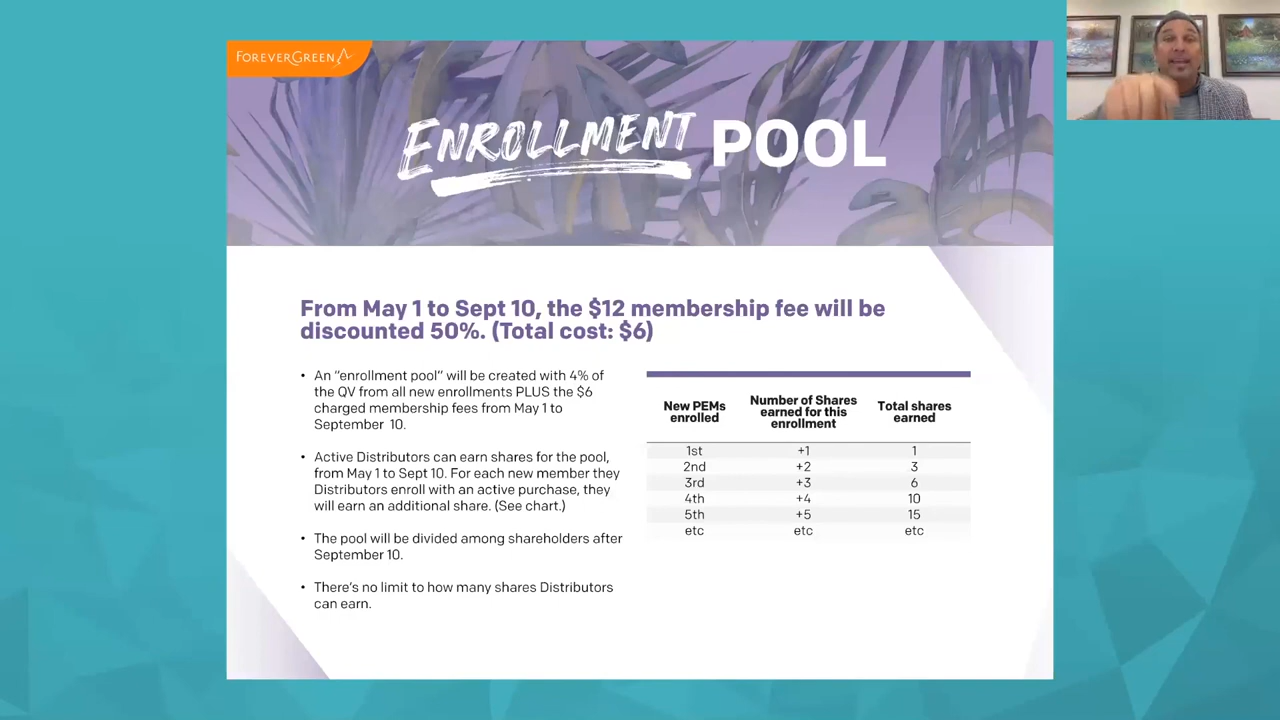 FOREVERGREEN
ENROLLMENT POOL
From May 1 to Sept 10, the $12 membership fee will be
discounted 50%. (Total cost: $6)
• An "enrollment pool" will be created with 4% of
the QV from all new enrollments PLUS the $6
charged membership fees from May 1 to
September 10.
• Active Distributors can earn shares for the pool,
from May 1 to Sept 10. For each new member they
Distributors enroll with an active purchase, they
will earn an additional share. (See chart.)
• The pool will be divided among shareholders after
September 10.
• There's no limit to how many shares Distributors
can earn.
New PEMs enrolled Number of Shares earned for this enrollment Total shares earned
1st +1 1
2nd +2 3
3rd +3 6
4th +4 10
5th +5 15
etc etc etc